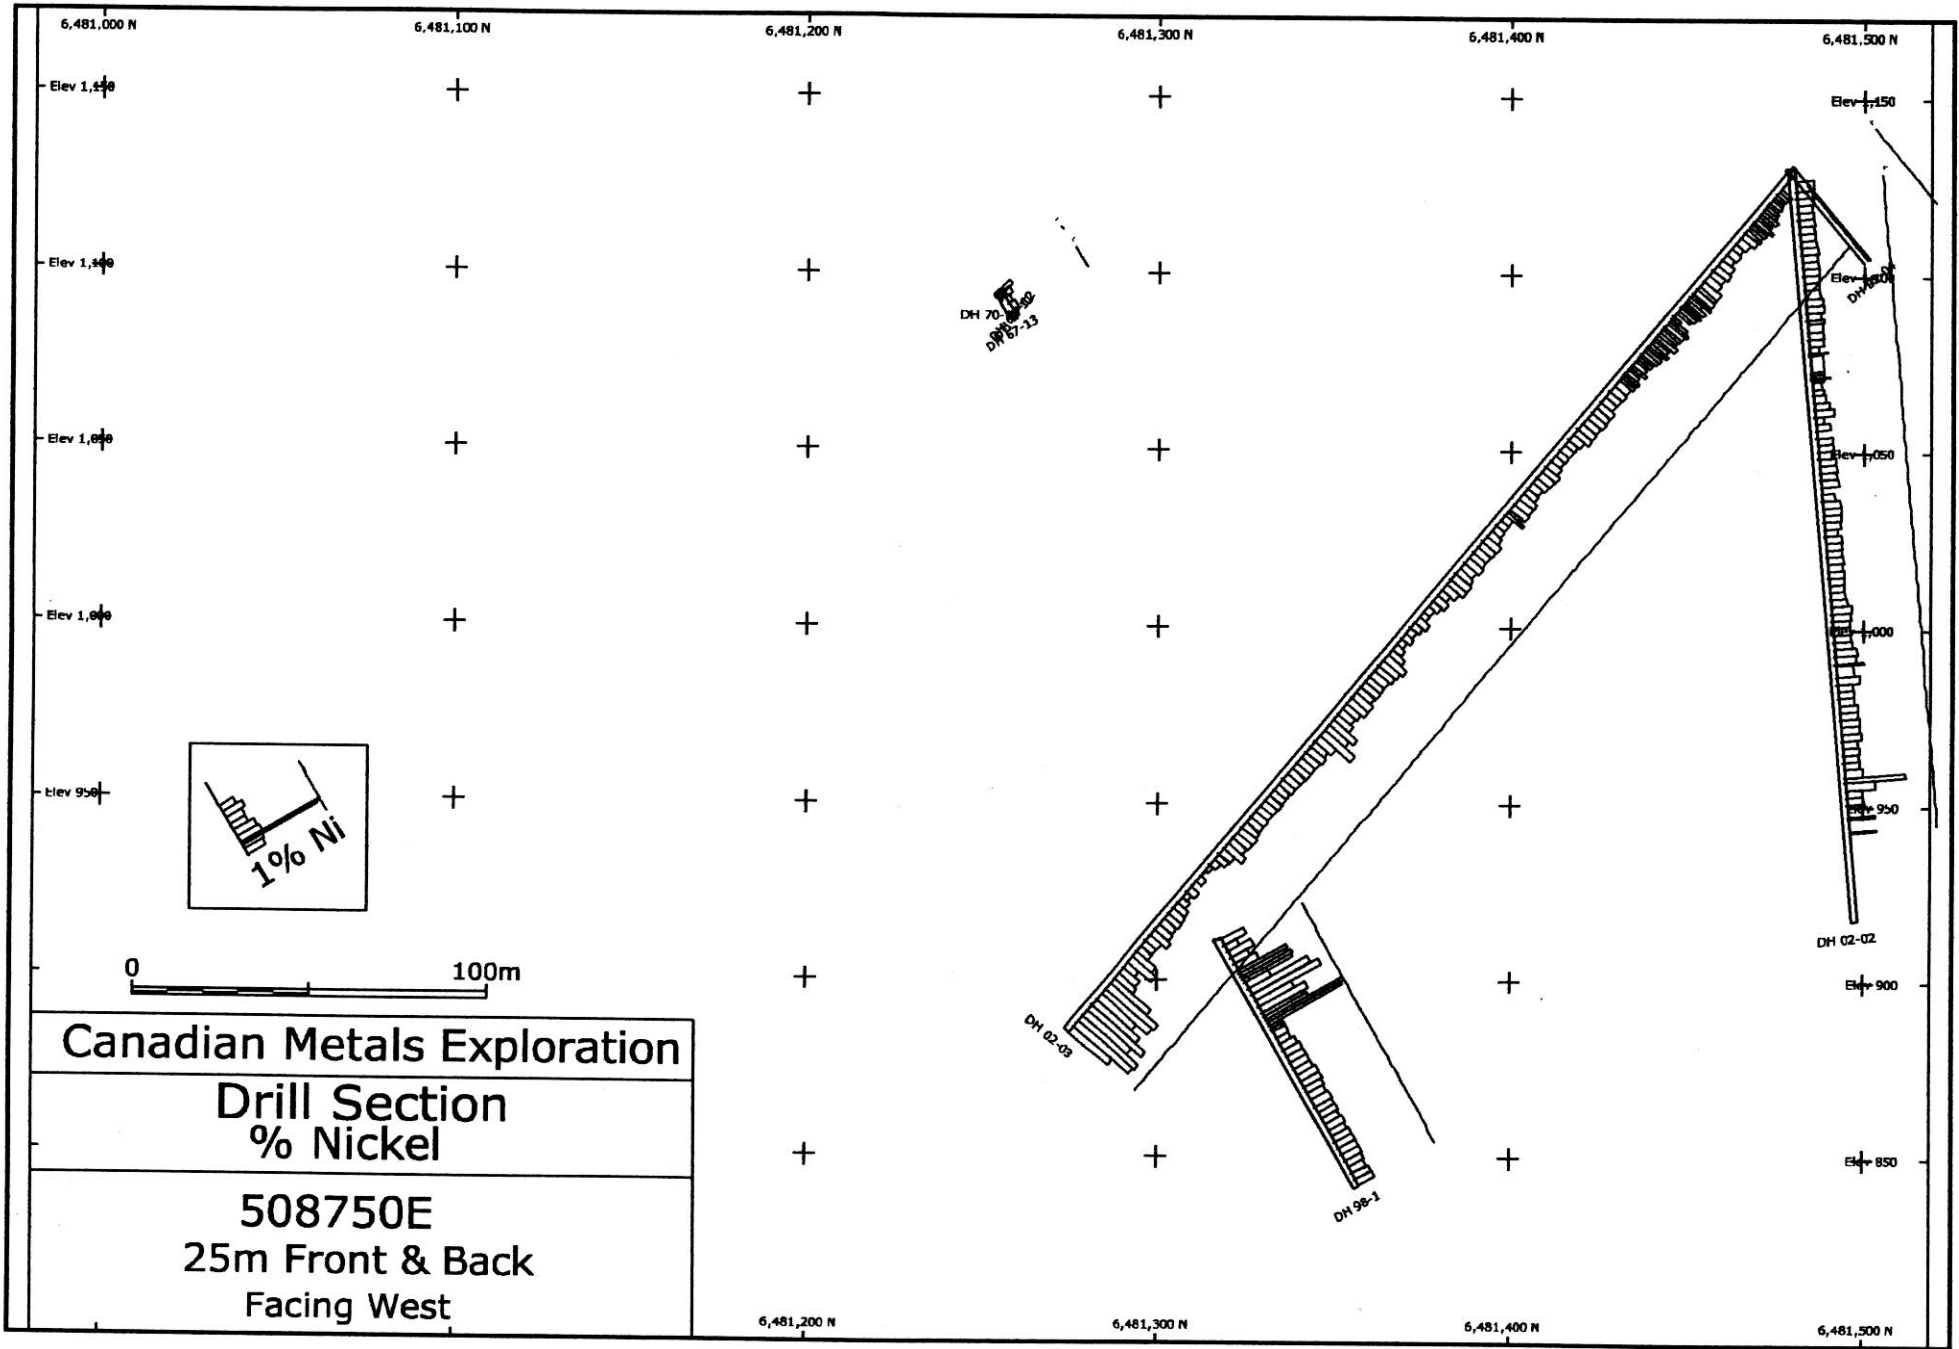 6,481,000 N
6,481,100 N
6,481,200 N
6,481,300 N
6,481,400 N
6,481,500 N
Elev 1,150
Elev 1,150
Elev 1,100
DH 70-
DH 67-13
Elev 1,050
Elev 1,050
Elev 1,000
Elev 1,000
Elev 950
Elev 950
1% Ni
DH 02-02
0
100m
Elev 900
DH 02-03
Canadian Metals Exploration
Drill Section
% Nickel
Elev 850
DH 98-1
508750E
25m Front & Back
Facing West
6,481,200 N
6,481,300 N
6,481,400 N
6,481,500 N